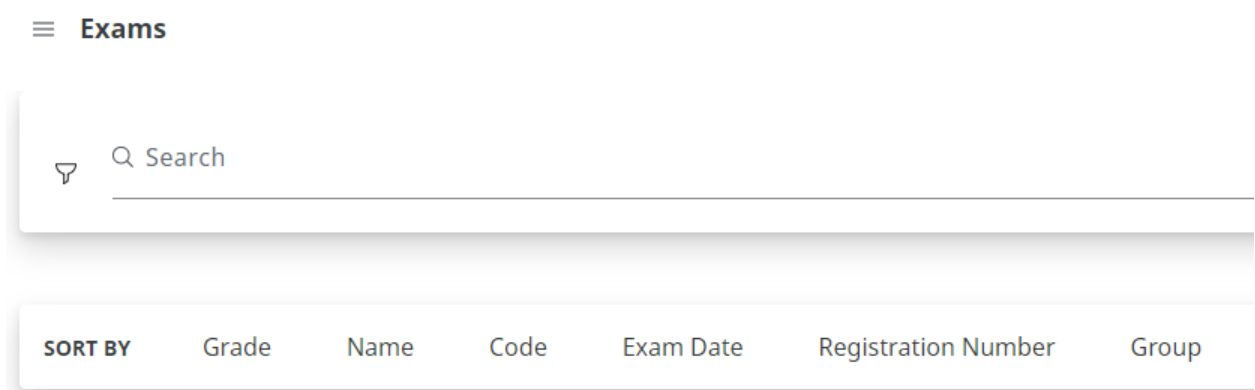 Exams
Search
SORT BY Grade Name Code Exam Date Registration Number Group